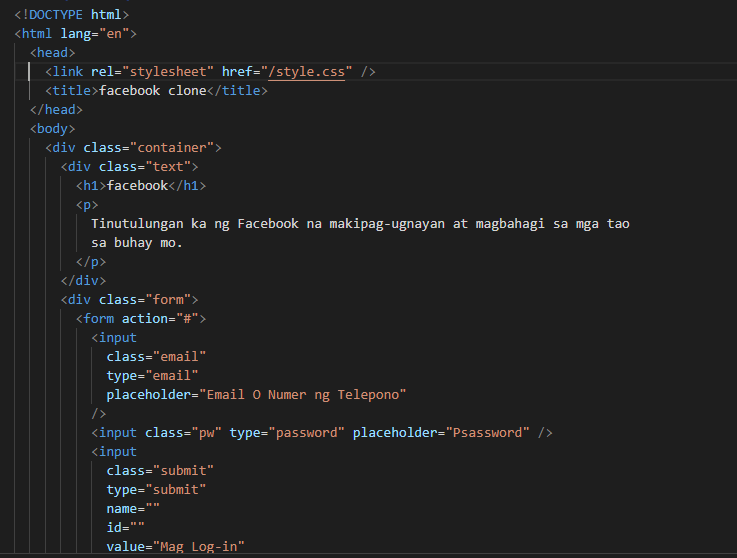 <!DOCTYPE html>
<html lang="en">
<head>
<link rel="stylesheet" href="/style.css" />
<title>facebook clone</title>
</head>
<body>
<div class="container">
<div class="text">
<h1>facebook</h1>
<p>
Tinutulungan ka ng Facebook na makipag-ugnayan at magbahagi sa mga tao
sa buhay mo.
</p>
</div>
<div class="form">
<form action="#">
<input
class="email"
type="email"
placeholder="Email O Numer ng Telepono"
/>
<input class="pw" type="password" placeholder="Psassword" />
<input
class="submit"
type="submit"
name=""
id=""
value="Mag Log-in"